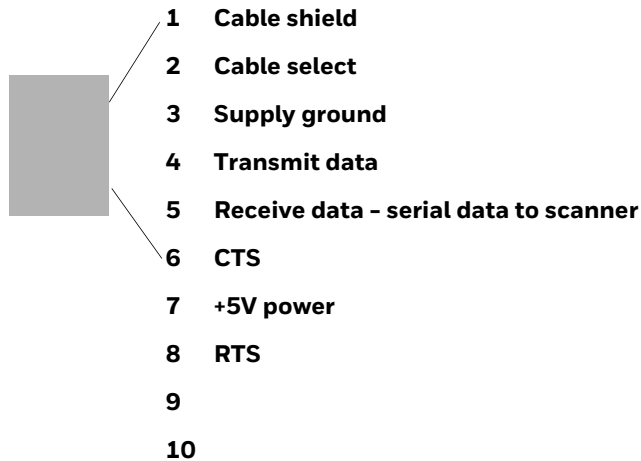 1 Cable shield
2 Cable select
3 Supply ground
4 Transmit data
5 Receive data - serial data to scanner
6 CTS
7 +5V power
8 RTS
9
10